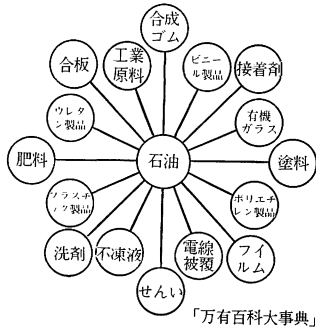 合成
ゴム
工業
原料
ビニー
ル製品
合板
接着剤
ウレタ
ン製品
有機
ガラス
肥料
石油
塗料
プラスチ
ック製品
ポリエチ
レン製品
洗剤
不凍液
電線
被覆
フイ
ルム
せんい
「万有百科大事典」